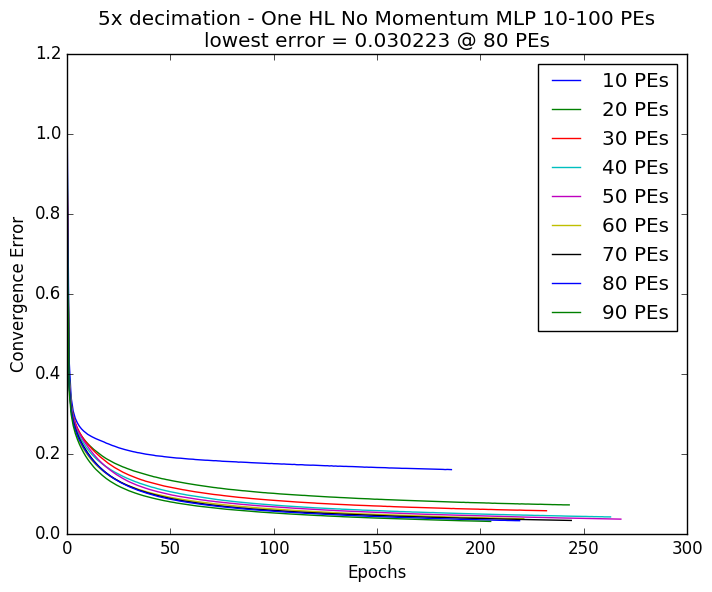 5x decimation - One HL No Momentum MLP 10-100 PEs
lowest error = 0.030223 @ 80 PEs
1.2
1.0
0.8
0.6
0.4
0.2
0.0
Convergence Error
10 PEs
20 PEs
30 PEs
40 PEs
50 PEs
60 PEs
70 PEs
80 PEs
90 PEs
0
50
100
150
200
250
300
Epochs